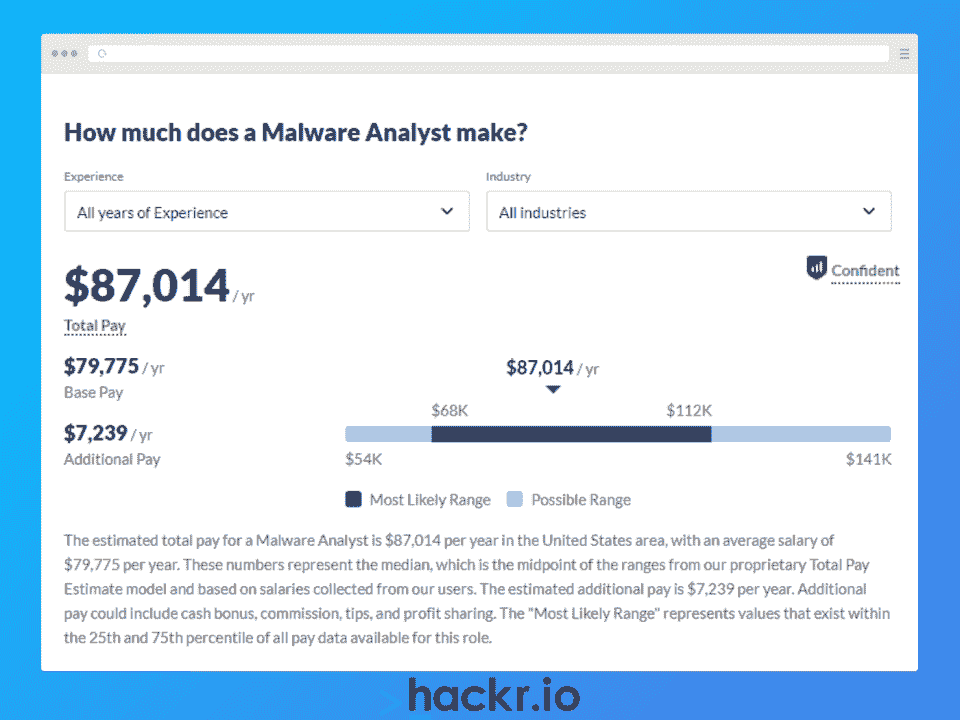 How much does a Malware Analyst make?
Experience
Industry
All years of Experience
All industries
$87,014 / yr
Confident
Total Pay
$79,775 / yr
Base Pay
$87,014 / yr
$68K
$112K
$7,239 / yr
Additional Pay
$54K
$141K
Most Likely Range
Possible Range
The estimated total pay for a Malware Analyst is $87,014 per year in the United States area, with an average salary of
$79,775 per year. These numbers represent the median, which is the midpoint of the ranges from our proprietary Total Pay
Estimate model and based on salaries collected from our users. The estimated additional pay is $7,239 per year. Additional
pay could include cash bonus, commission, tips, and profit sharing. The "Most Likely Range" represents values that exist within
the 25th and 75th percentile of all pay data available for this role.
hackr.io